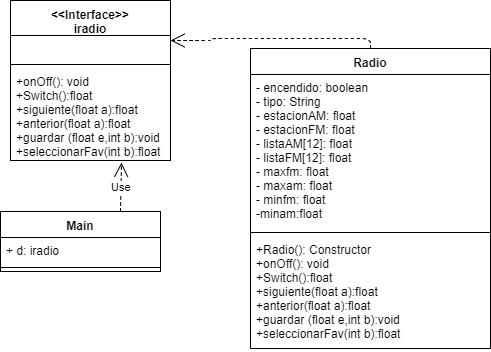 <<Interface>>
iradio
+onOff(): void
+Switch():float
+siguiente(float a):float
+anterior(float a):float
+guardar (float e,int b):void
+seleccionarFav(int b):float
Use
Main
+ d: iradio
Radio
- encendido: boolean
- tipo: String
- estacionAM: float
- estacionFM: float
- listaAM[12]: float
- listaFM[12]: float
- maxfm: float
- maxam: float
- minfm: float
-minam:float
+Radio(): Constructor
+onOff(): void
+Switch():float
+siguiente(float a):float
+anterior(float a):float
+guardar (float e,int b):void
+seleccionarFav(int b):float